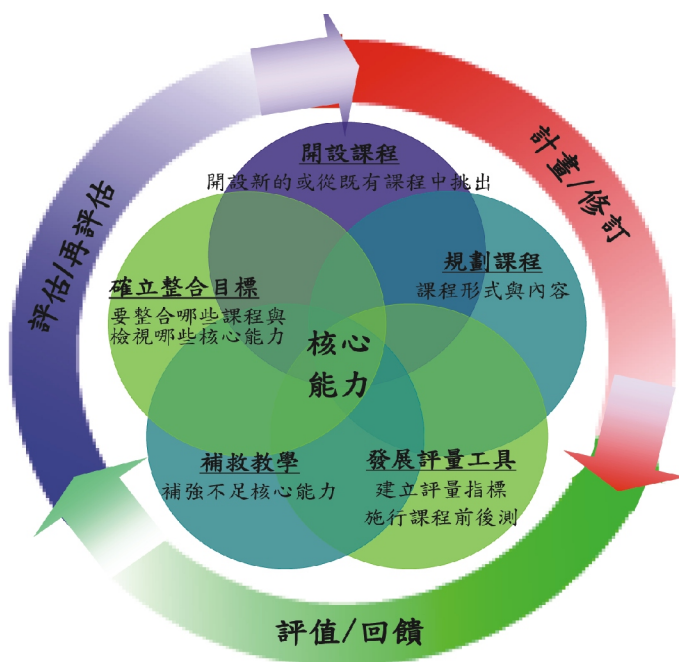 開設課程
開設新的或從既有課程中挑出
計畫/修訂
規劃課程
課程形式與內容
評估/再評估
確立整合目標
要整合哪些課程與
檢視哪些核心能力
核心
能力
補救教學
補強不足核心能力
發展評量工具
建立評量指標
施行課程前後測
評值/回饋